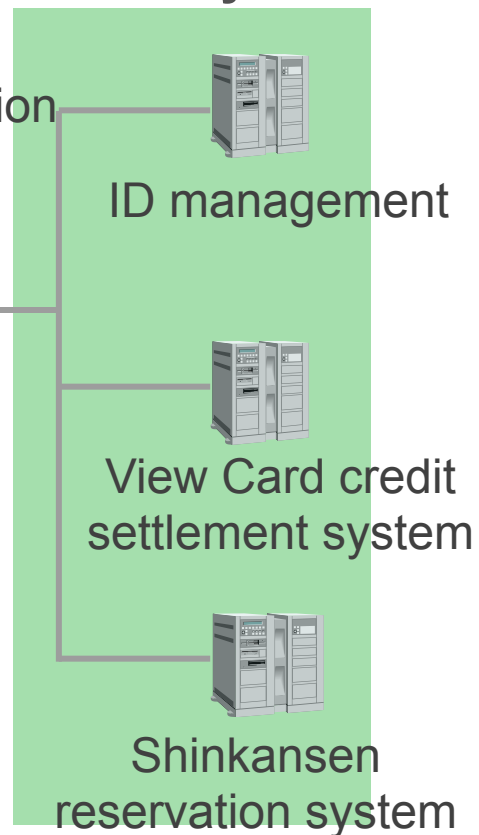 ion
ID management
View Card credit
settlement system
Shinkansen
reservation system